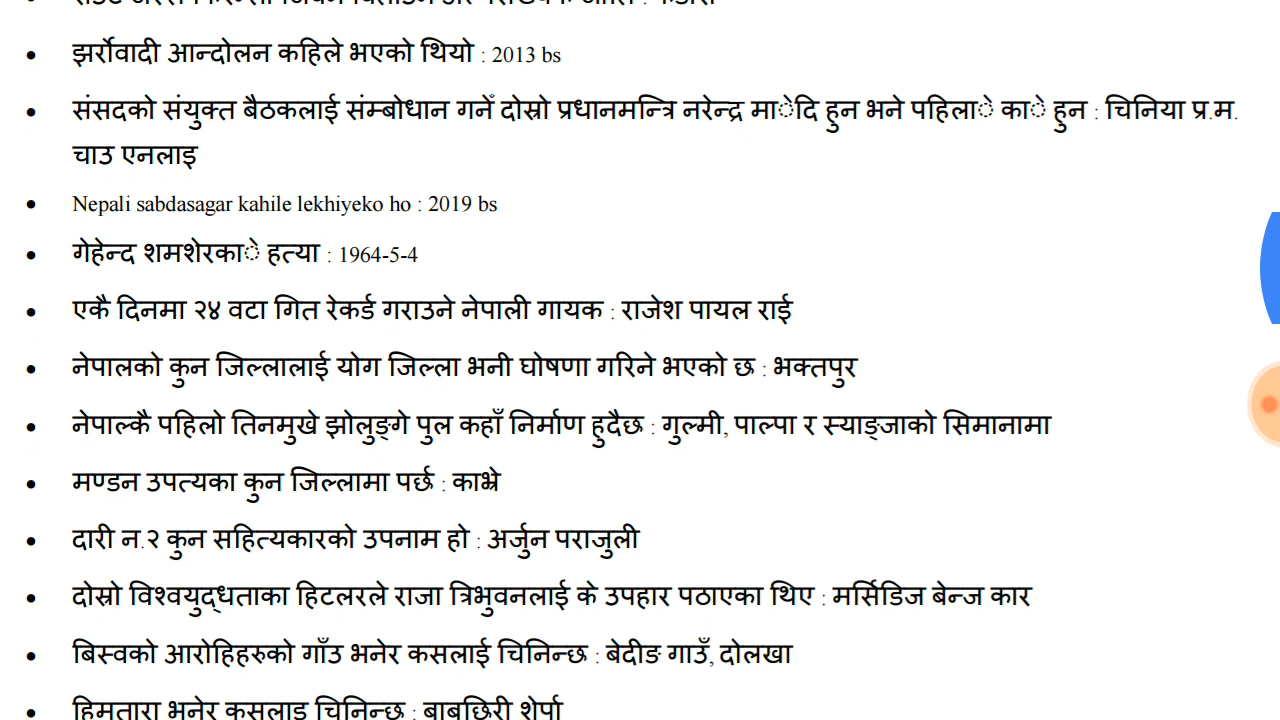 झर्रोवादी आन्दोलन कहिले भएको थियो : 2013 bs
संसदको संयुक्त बैठकलाई संम्बोधान गर्नेँ दोस्रो प्रधानमन्त्रि नरेन्द्र माेदि हुन भने पहिलाे काे हुन : चिनिया प्र.म.
चाउ एनलाइ
Nepali sabdasagar kahile lekhiyeko ho : 2019 bs
गेहेन्द शमशेरकाे हत्या : 1964-5-4
एकै दिनमा २४ वटा गित रेकर्ड गराउने नेपाली गायक : राजेश पायल राई
नेपालको कुन जिल्लालाई योग जिल्ला भनी घोषणा गरिने भएको छ : भक्तपुर
नेपाल्कै पहिलो तिनमुखे झोलुङ्गे पुल कहाँ निर्माण हुदैछ : गुल्मी, पाल्पा र स्याङ्जाको सिमानामा
मण्डन उपत्यका कुन जिल्लामा पर्छ : काभ्रे
दारी न.२ कुन सहित्यकारको उपनाम हो : अर्जुन पराजुली
दोस्रो विश्वयुद्धताका हिटलरले राजा त्रिभुवनलाई के उपहार पठाएका थिए : मर्सिडिज बेन्ज कार
बिस्वको आरोहिहरुको गाँउ भनेर कसलाई चिनिन्छ : बेदीङ गाउँ, दोलखा
हिमतारा भनेर कसलाइ चिनिन्छ : बाबुछिरी शेर्पा